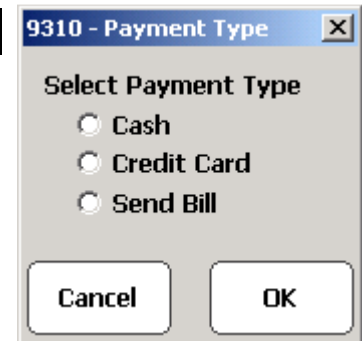 9310 - Payment Type
Select Payment Type
Cash
Credit Card
Send Bill
Cancel OK